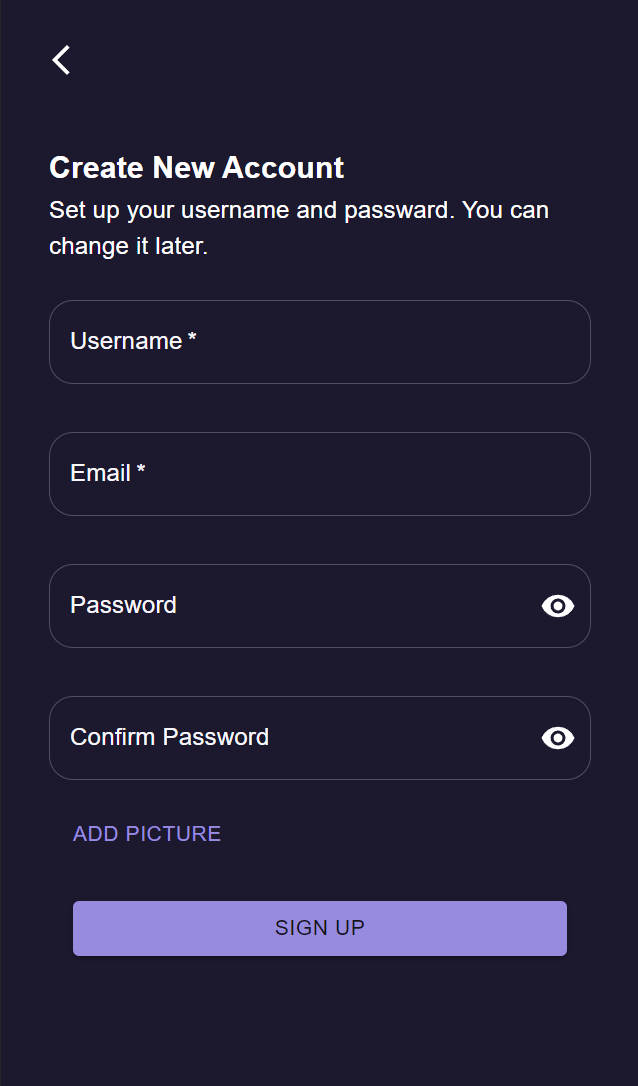 Create New Account
Set up your username and passward. You can
change it later.
Username *
Email *
Password
Confirm Password
ADD PICTURE
SIGN UP